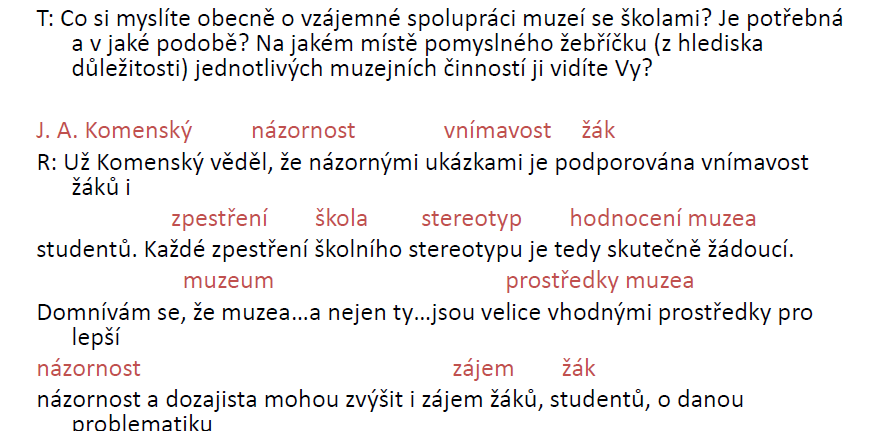 T: Co si myslíte obecně o vzájemné spolupráci muzeí se školami? Je potřebná
a v jaké podobě? Na jakém místě pomyslného žebříčku (z hlediska
důležitosti) jednotlivých muzejních činností ji vidíte Vy?
J. A. Komenský názornost vnímavost žák
R: Už Komenský věděl, že názornými ukázkami je podporována vnímavost
žáků i
zpestření škola stereotyp hodnocení muzea
studentů. Každé zpestření školního stereotypu je tedy skutečně žádoucí.
muzeum prostředky muzea
Domnívám se, že muzea…a nejen ty…jsou velice vhodnými prostředky pro
lepší
názornost zájem žák
názornost a dozajista mohou zvýšit i zájem žáků, studentů, o danou
problematiku